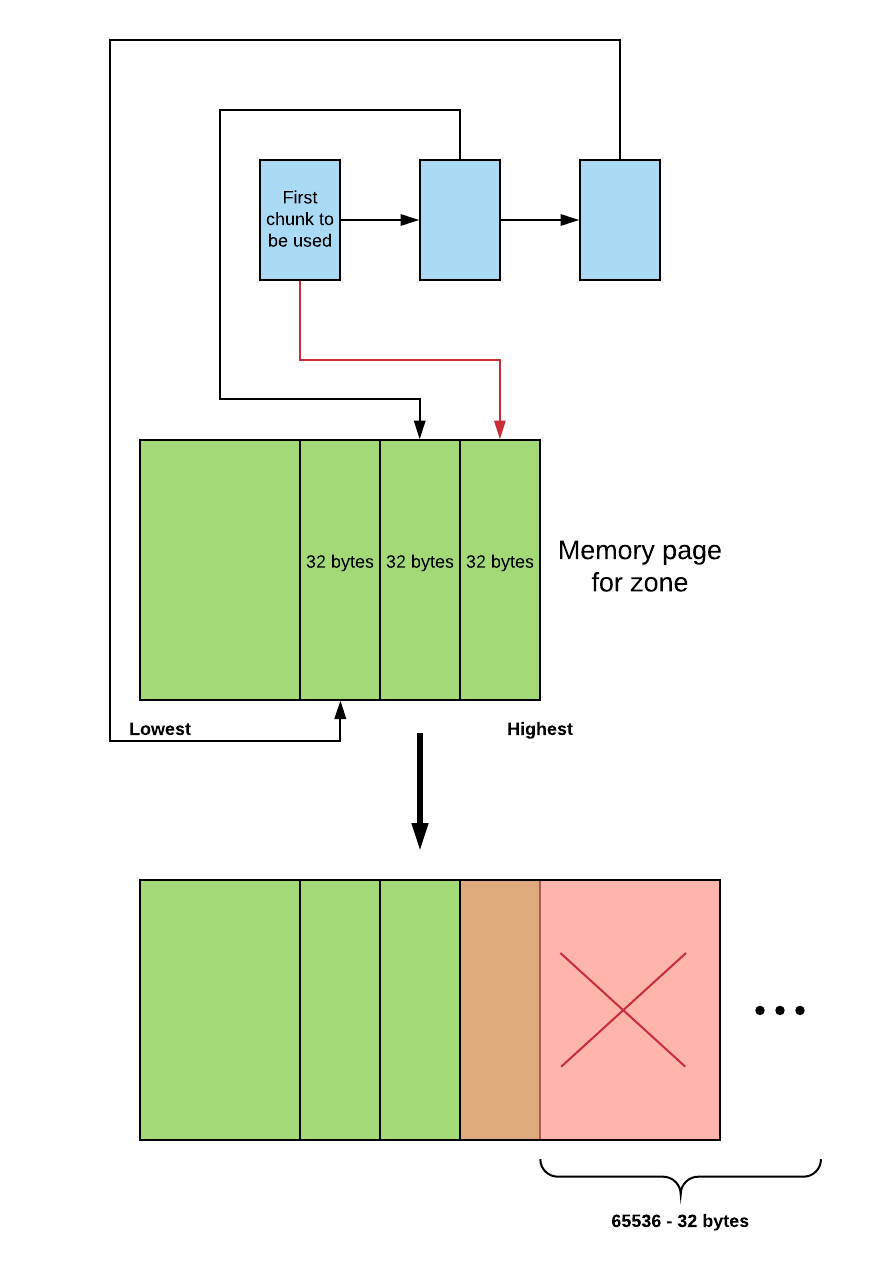 First
chunk to
be used
32 bytes
32 bytes
32 bytes
Memory page
for zone
Lowest
Highest
65536 - 32 bytes